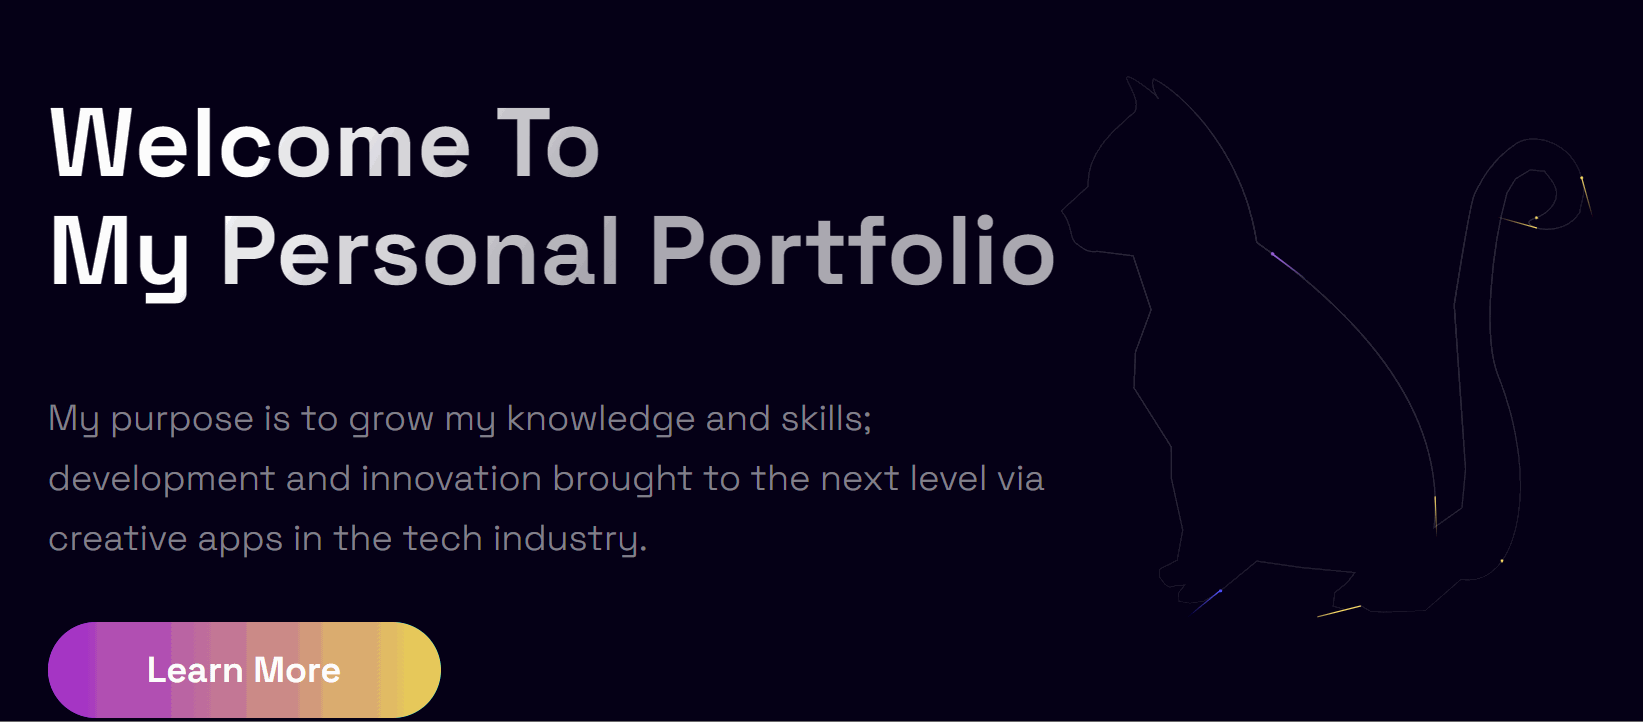 Welcome To
My Personal Portfolio
My purpose is to grow my knowledge and skills;
development and innovation brought to the next level via
creative apps in the tech industry.
Learn More